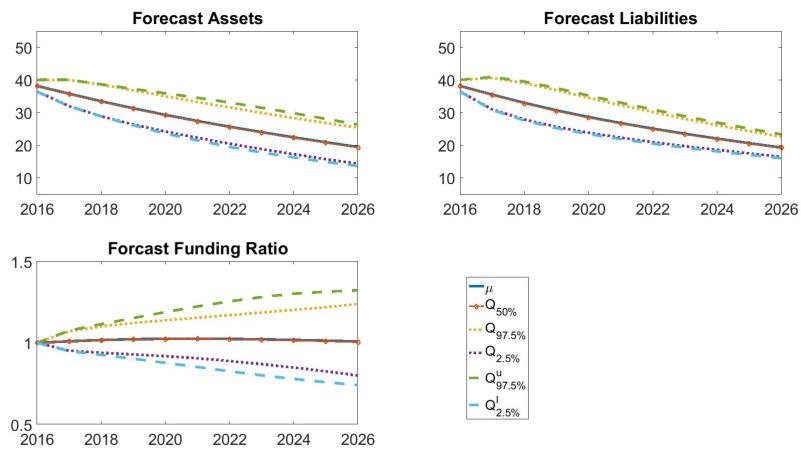 Forecast Assets
50
40
30
20
10
2016 2018 2020 2022 2024 2026
Forecast Liabilities
50
40
30
20
10
2016 2018 2020 2022 2024 2026
Forcast Funding Ratio
1.5
1
0.5
2016 2018 2020 2022 2024 2026
μ
Q50%
Q97.5%
Q2.5%
Qu97.5%
Ql2.5%